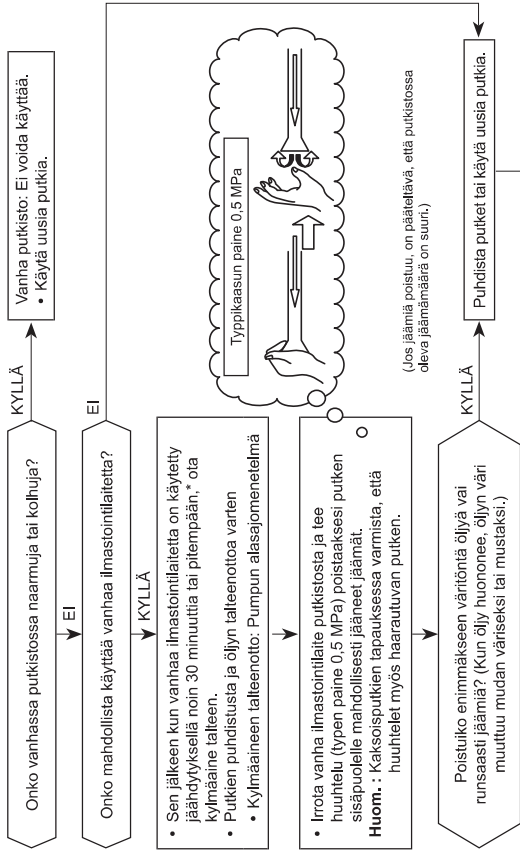 Onko vanhassa putkistossa naarmuja tai kolhuja?
KYLLÄ
Vanha putkisto: Ei voida käyttää.
• Käytä uusia putkia.
EI
Onko mahdollista käyttää vanhaa ilmastointilaitetta?
EI
KYLLÄ
• Sen jälkeen kun vanhaa ilmastointilaitetta on käytetty
jäähdytyksellä noin 30 minuuttia tai pitempään,* ota
kylmäaine talteen.
• Putkien puhdistusta ja öljyn talteenottoa varten
• Kylmäaineen talteenotto: Pumpun alasajomenetelmä
Typpikaasun paine 0,5 MPa
• Irrota vanha ilmastointilaite putkistosta ja tee
huuhtelu (typen paine 0,5 MPa) poistaaksesi putken
sisäpuolelle mahdollisesti jääneet jäämät.
Huom. : Kaksoisputkien tapauksessa varmista, että
huuhtelet myös haarautuvan putken.
(Jos jäämiä poistuu, on pääteltävä, että putkistossa
oleva jäämämäärä on suuri.)
Poistuiko enimmäkseen väritöntä öljyä vai
runsaasti jäämiä? (Kun öljy huononee, öljyn väri
muuttuu mudan väriseksi tai mustaksi.)
KYLLÄ
Puhdista putket tai käytä uusia putkia.